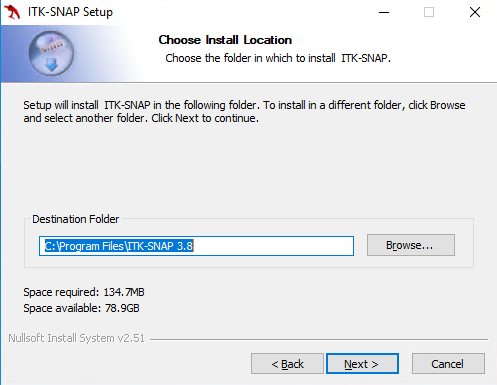 ITK-SNAP Setup
Choose Install Location
Choose the folder in which to install ITK-SNAP.
Setup will install ITK-SNAP in the following folder. To install in a different folder, click Browse
and select another folder. Click Next to continue.
Destination Folder
C:\Program Files\ITK-SNAP 3.8
Browse...
Space required: 134.7MB
Space available: 78.9GB
Nullsoft Install System v2.51
< Back
Next >
Cancel